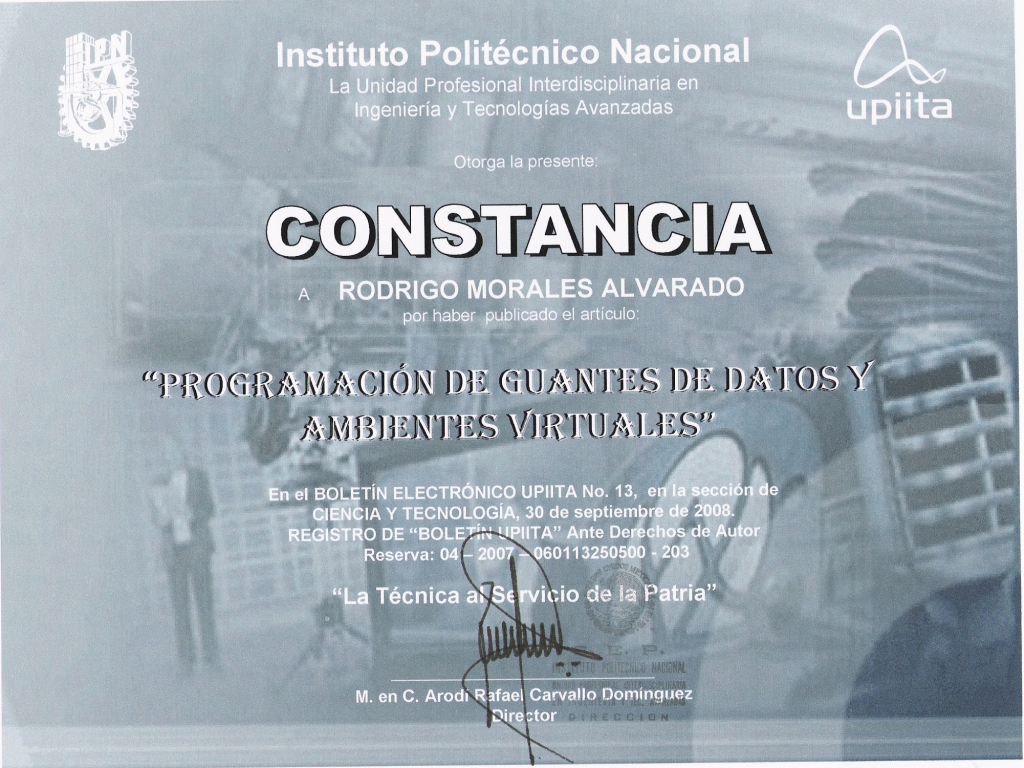 IPN
Instituto Politécnico Nacional
La Unidad Profesional Interdisciplinaria en
Ingeniería y Tecnologías Avanzadas
upiita
Otorga la presente:
CONSTANCIA
A RODRIGO MORALES ALVARADO
por haber publicado el artículo:
“PROGRAMACIÓN DE GUANTES DE DATOS Y
AMBIENTES VIRTUALES”
En el BOLETÍN ELECTRÓNICO UPIITA No. 13, en la sección de
CIENCIA Y TECNOLOGÍA, 30 de septiembre de 2008.
REGISTRO DE “BOLETÍN UPIITA” Ante Derechos de Autor
Reserva: 04 – 2007 – 060113250500 - 203
“La Técnica al Servicio de la Patria”
S. E. P.
INSTITUTO POLITECNICO NACIONAL
M. en C. Arodí Rafael Carvallo Domínguez
Director
DIRECCION